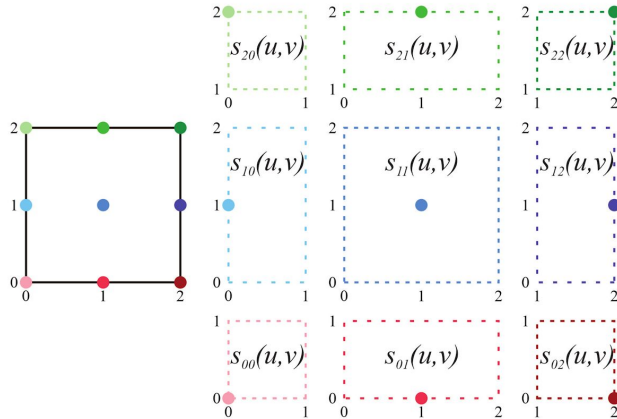 2 s₂₀(u,v) 2 s₂₁(u,v) 2 s₂₂(u,v)
1 1 1
0 1 0 1 2 1 2
2 2 2 2
s₁₀(u,v) s₁₁(u,v) s₁₂(u,v)
1 1 1 1
0 0 0 0
0 1 2 0 1 0 1 2 1 2
1 1 1
s₀₀(u,v) s₀₁(u,v) s₀₂(u,v)
0 0 0
0 1 0 1 2 1 2